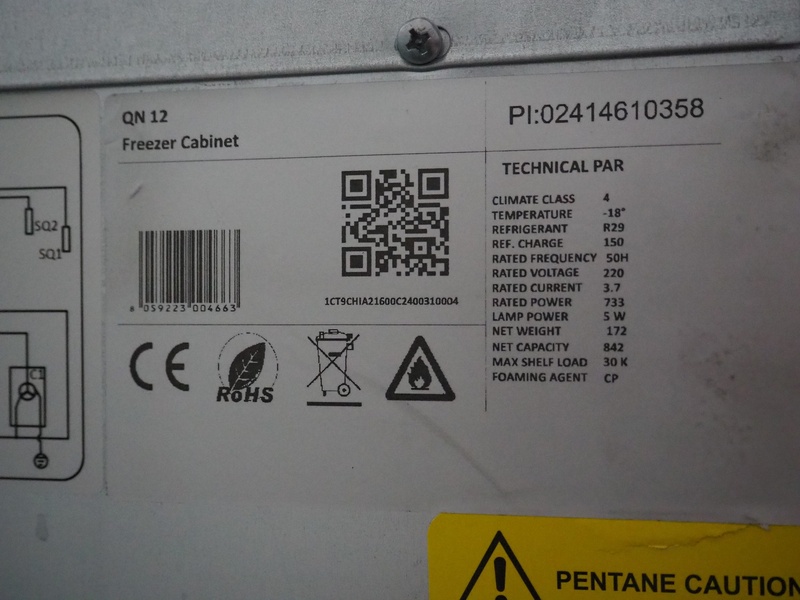 QN 12
Freezer Cabinet
PI:02414610358
TECHNICAL PAR
CLIMATE CLASS 4
TEMPERATURE -18°
REFRIGERANT R29
REF. CHARGE 150
RATED FREQUENCY 50H
RATED VOLTAGE 220
RATED CURRENT 3.7
RATED POWER 733
LAMP POWER 5 W
NET WEIGHT 172
NET CAPACITY 842
MAX SHELF LOAD 30 K
FOAMING AGENT CP
059223 004663
1CT9CHIA21600C2400310004
CE
RoHS
SQ2
SQ1
C1
PENTANE CAUTION